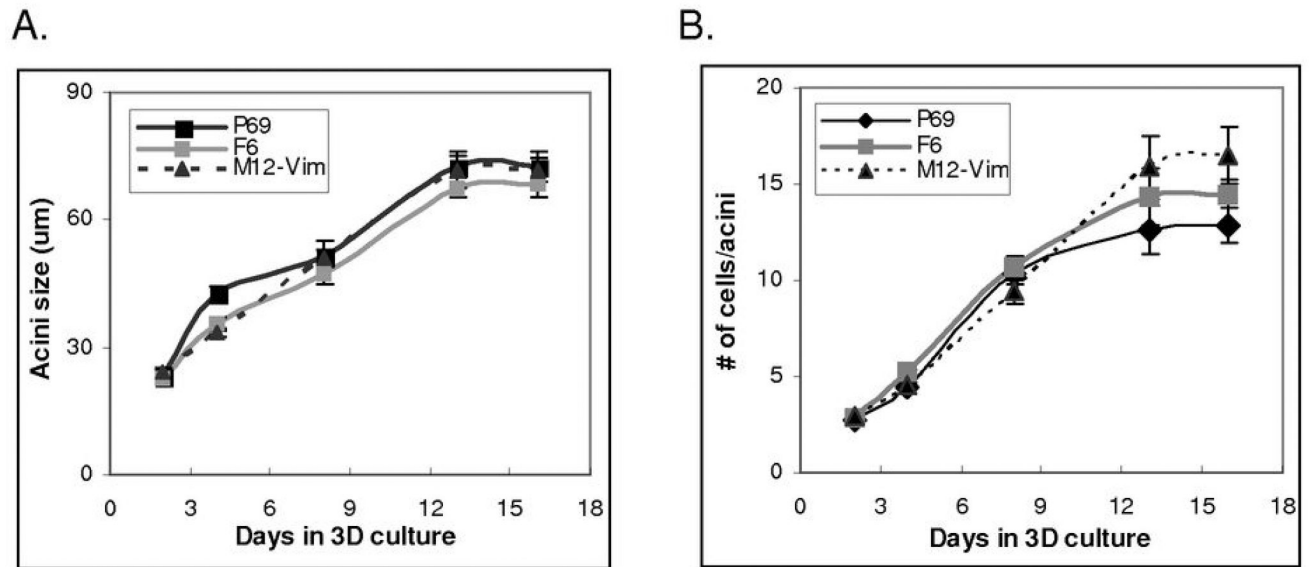 A.
90
60
30
0
Acini size (um)
P69
F6
M12-Vim
0 3 6 9 12 15 18
Days in 3D culture
B.
20
15
10
5
0
# of cells/acini
P69
F6
M12-Vim
0 3 6 9 12 15 18
Days in 3D culture